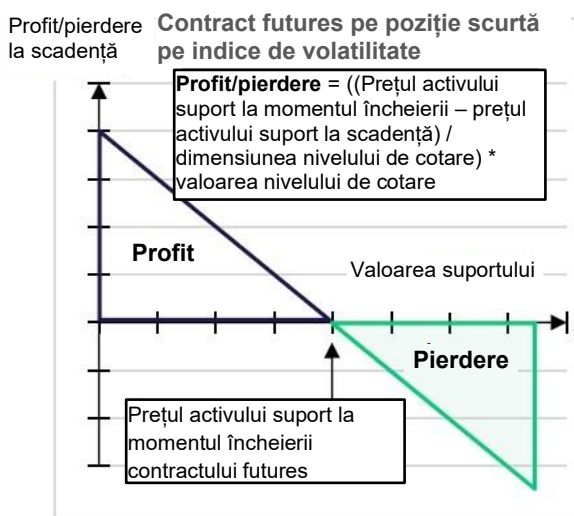 Profit/pierdere
la scadență
Contract futures pe poziție scurtă
pe indice de volatilitate
Profit/pierdere = ((Prețul activului
suport la momentul încheierii – prețul
activului suport la scadență) /
dimensiunea nivelului de cotare) *
valoarea nivelului de cotare
Profit
Valoarea suportului
Pierdere
Prețul activului suport la
momentul încheierii
contractului futures